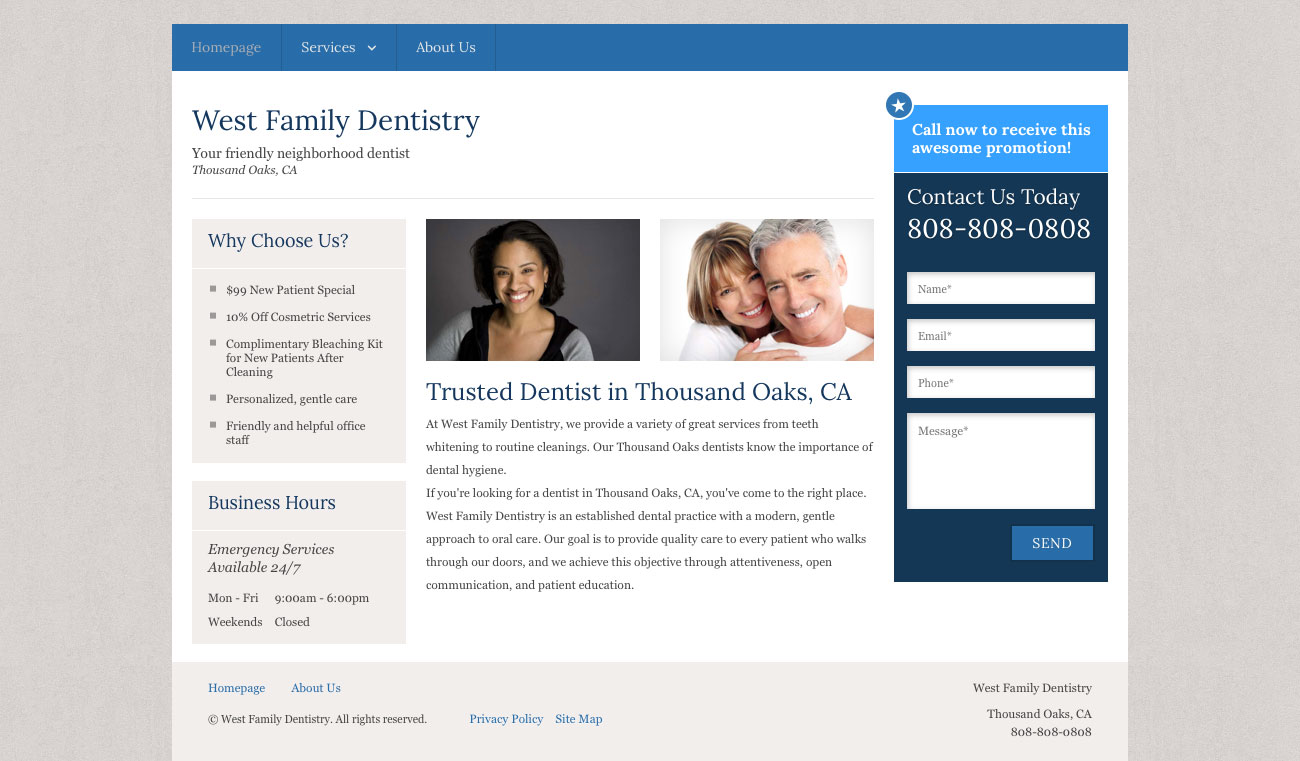 Homepage
Services
About Us
West Family Dentistry
Your friendly neighborhood dentist
Thousand Oaks, CA
Call now to receive this
awesome promotion!
Contact Us Today
808-808-0808
Name*
Email*
Phone*
Message*
SEND
Why Choose Us?
$99 New Patient Special
10% Off Cosmetric Services
Complimentary Bleaching Kit
for New Patients After
Cleaning
Personalized, gentle care
Friendly and helpful office
staff
Business Hours
Emergency Services
Available 24/7
Mon - Fri 9:00am - 6:00pm
Weekends Closed
Trusted Dentist in Thousand Oaks, CA
At West Family Dentistry, we provide a variety of great services from teeth
whitening to routine cleanings. Our Thousand Oaks dentists know the importance of
dental hygiene.
If you're looking for a dentist in Thousand Oaks, CA, you've come to the right place.
West Family Dentistry is an established dental practice with a modern, gentle
approach to oral care. Our goal is to provide quality care to every patient who walks
through our doors, and we achieve this objective through attentiveness, open
communication, and patient education.
Homepage About Us
© West Family Dentistry. All rights reserved. Privacy Policy Site Map
West Family Dentistry
Thousand Oaks, CA
808-808-0808